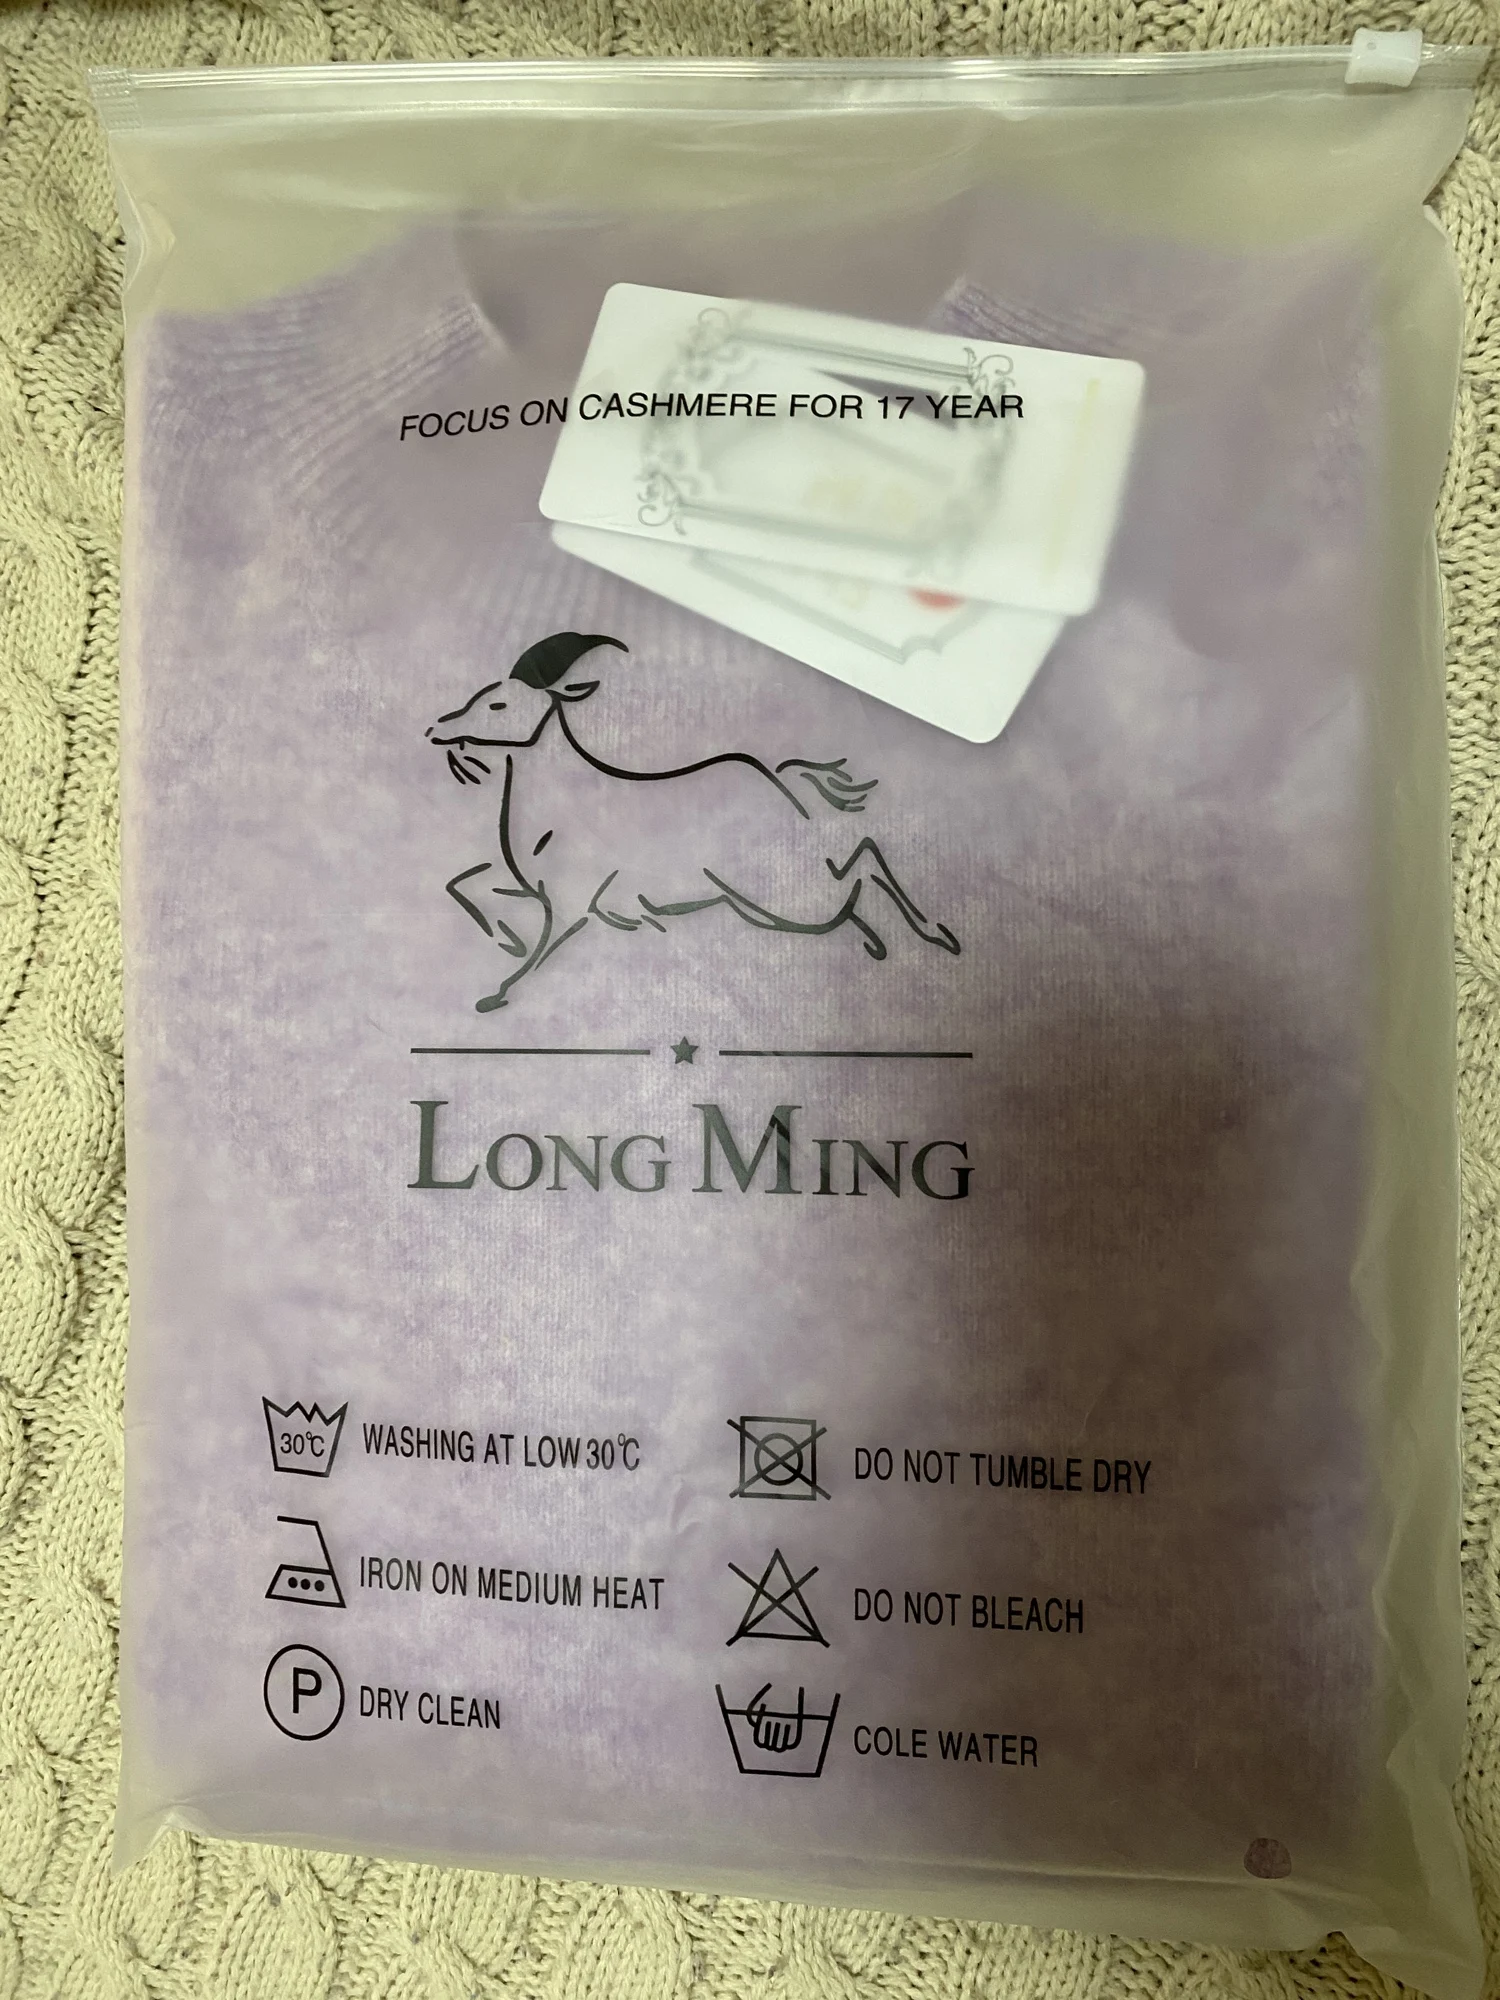 FOCUS ON CASHMERE FOR 17 YEAR
LONG MING
30℃ WASHING AT LOW 30℃
DO NOT TUMBLE DRY
IRON ON MEDIUM HEAT
DO NOT BLEACH
P DRY CLEAN
COLE WATER